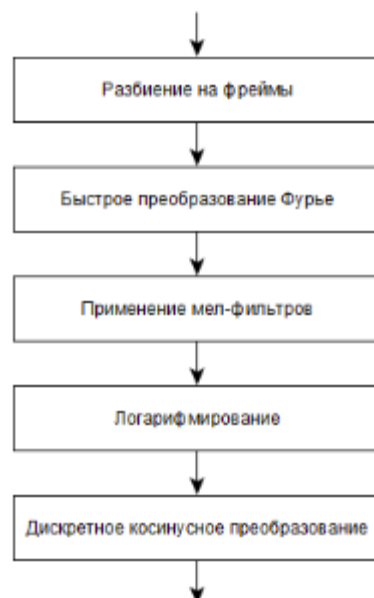 Разбиение на фреймы
Быстрое преобразование Фурье
Применение мел-фильтров
Логарифмирование
Дискретное косинусное преобразование